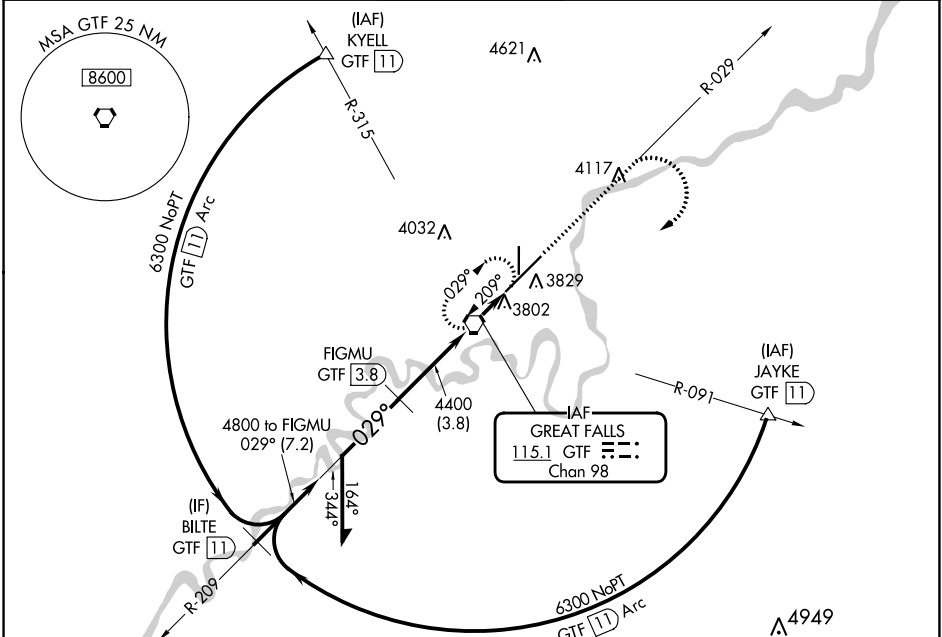 MSA GTF 25 NM
8600
(IAF)
KYELL
GTF 11
R-315
4621
R-029
4117
6300 NoPT
GTF 11 Arc
4032
029°
209°
3829
3802
FIGMU
GTF 3.8
4400
(3.8)
(IAF)
JAYKE
GTF 11
R-091
IAF
GREAT FALLS
115.1 GTF
Chan 98
4800 to FIGMU
029° (7.2)
029°
344°
164°
(IF)
BILTE
GTF 11
R-209
6300 NoPT
GTF 11 Arc
4949